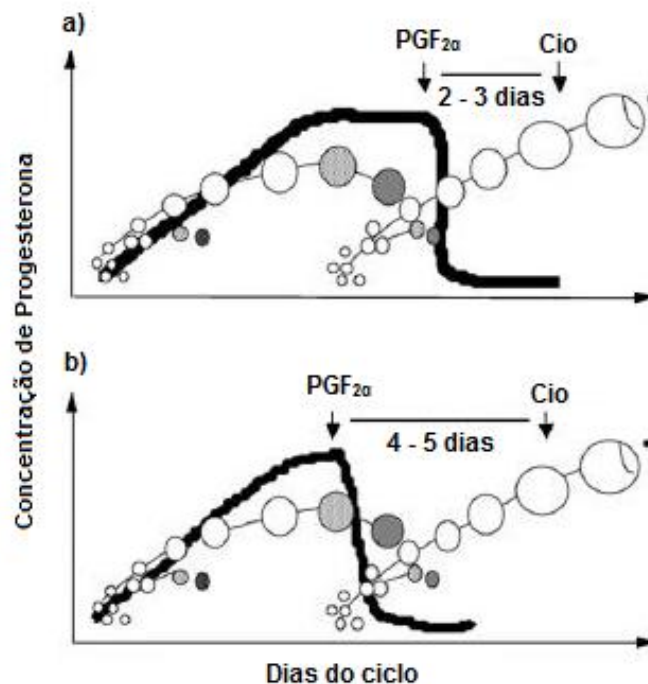 a)
PGF2α Cio
2 - 3 dias
Concentração de Progesterona
b)
PGF2α Cio
4 - 5 dias
Dias do ciclo